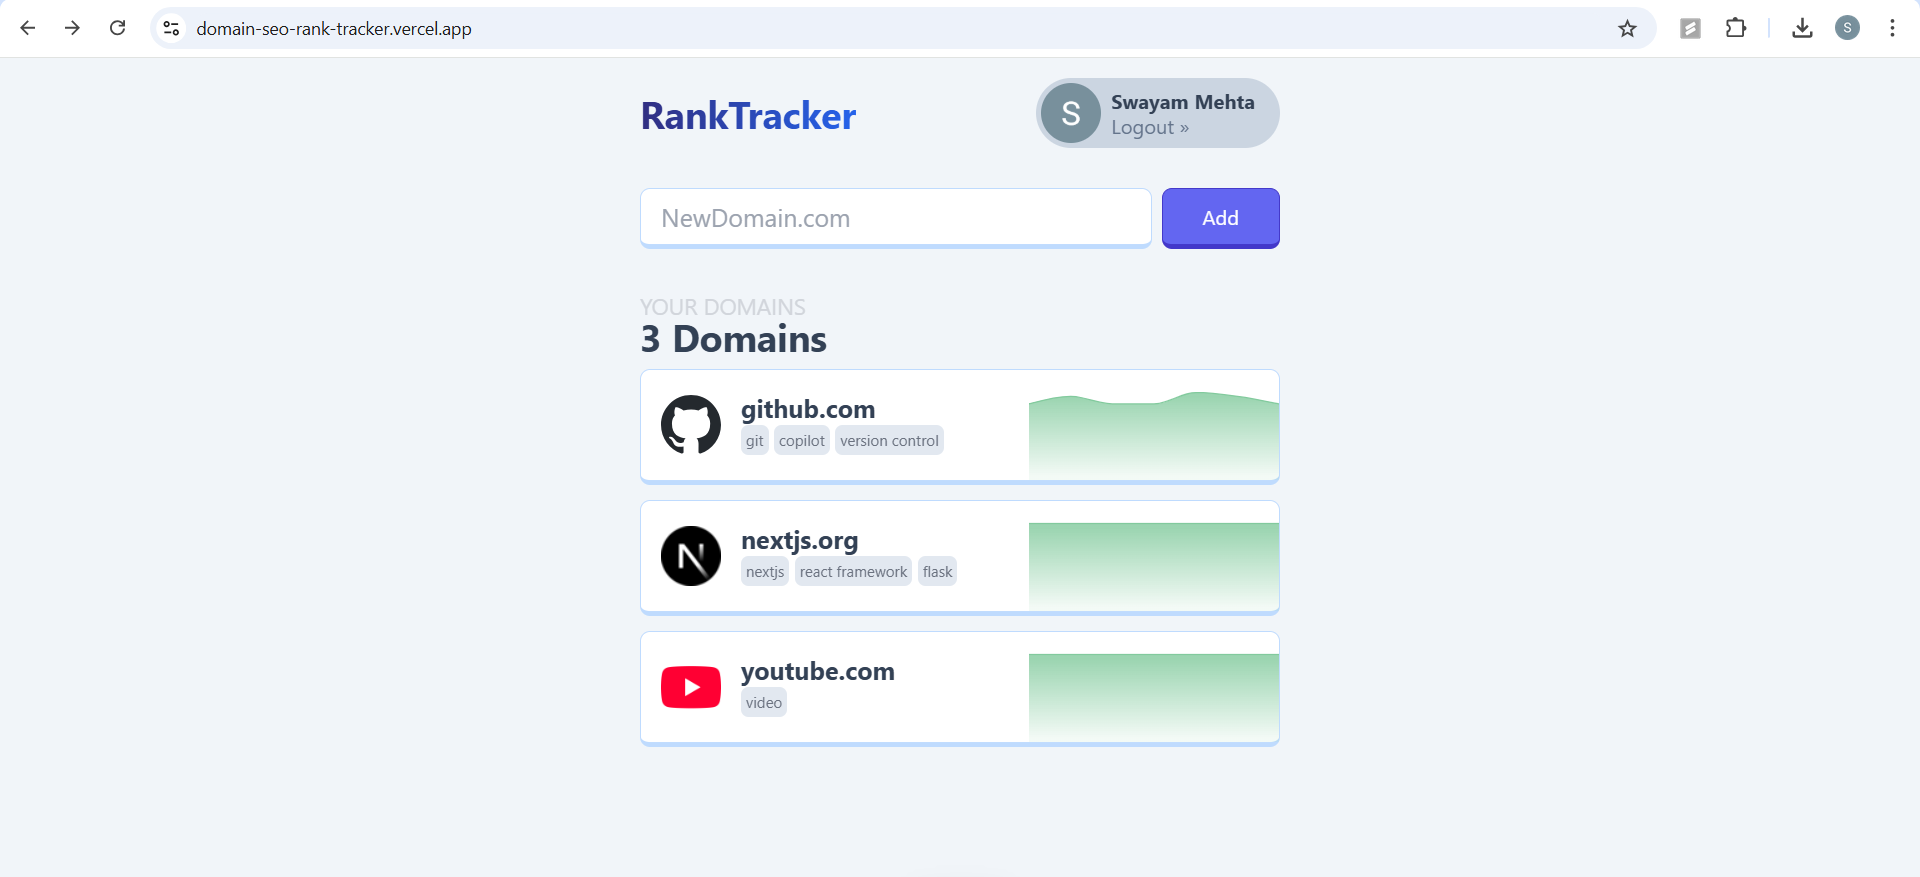 domain-seo-rank-tracker.vercel.app
S
RankTracker
S
Swayam Mehta
Logout »
NewDomain.com
Add
YOUR DOMAINS
3 Domains
github.com
git copilot version control
N
nextjs.org
nextjs react framework flask
youtube.com
video